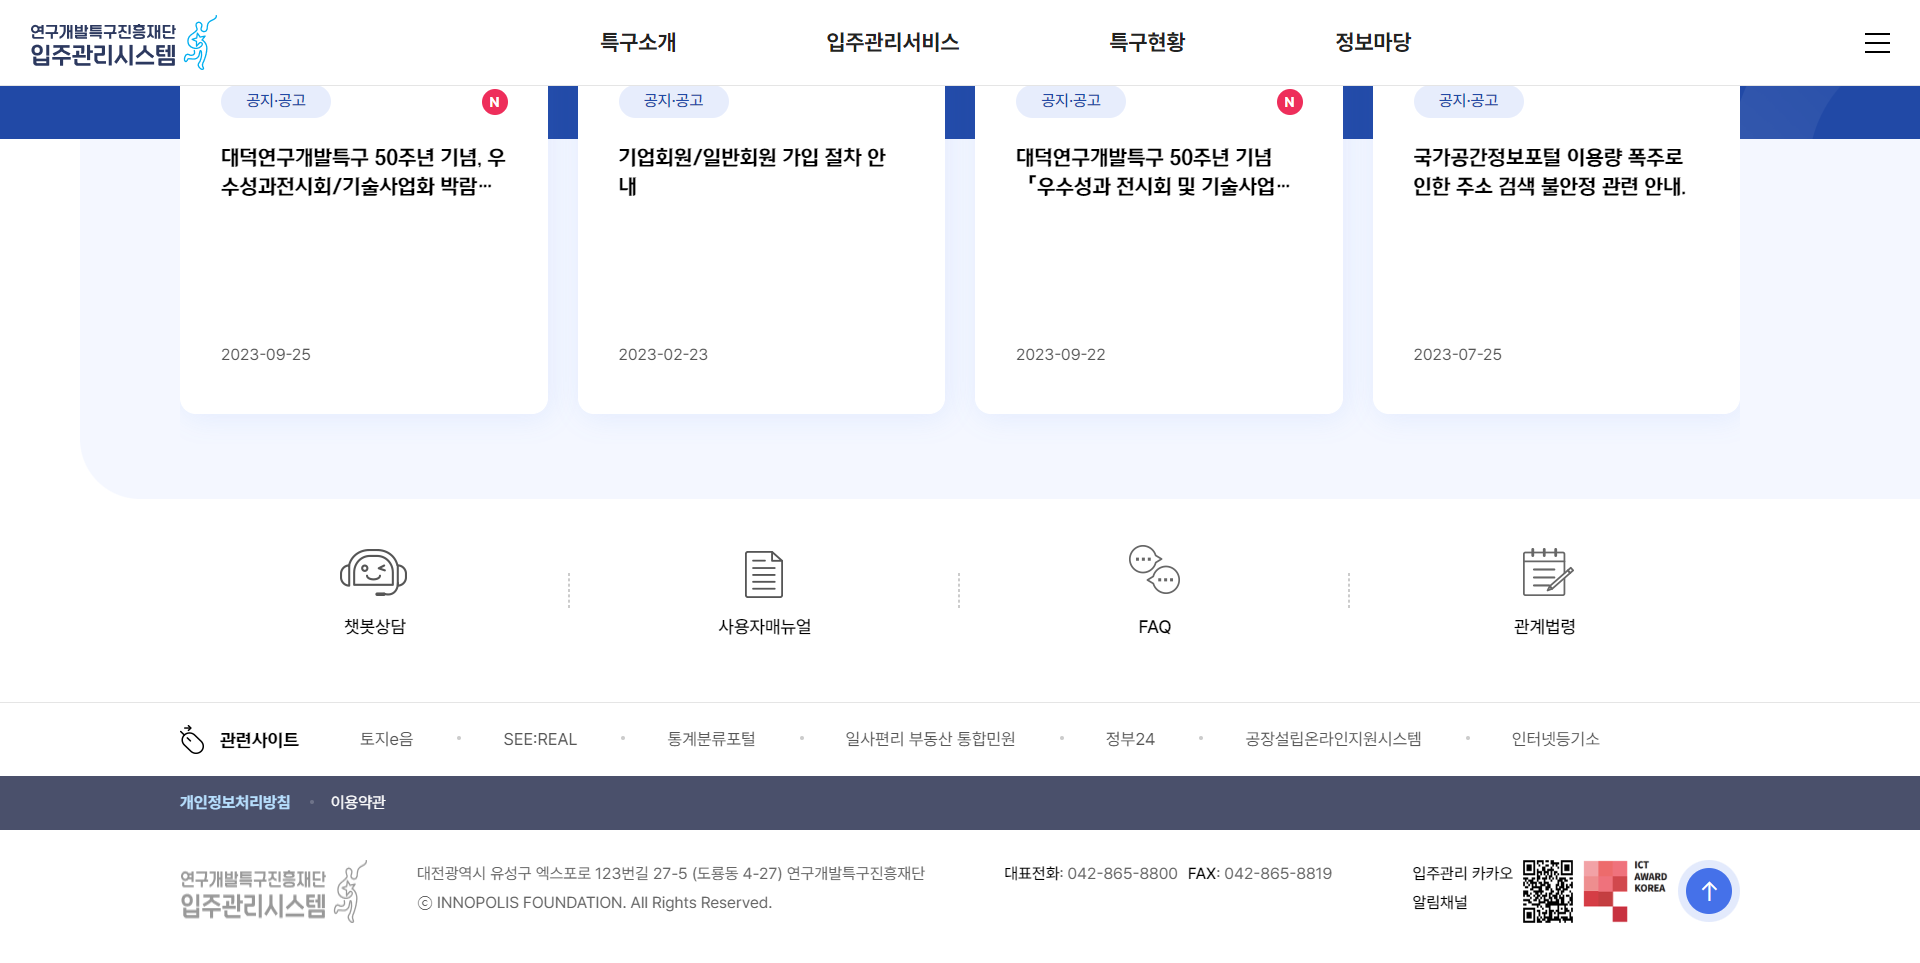 연구개발특구진흥재단
입주관리시스템
특구소개
입주관리서비스
특구현황
정보마당
공지·공고
N
대덕연구개발특구 50주년 기념, 우
수성과전시회/기술사업화 박람…
2023-09-25
공지·공고
기업회원/일반회원 가입 절차 안
내
2023-02-23
공지·공고
N
대덕연구개발특구 50주년 기념
「우수성과 전시회 및 기술사업…
2023-09-22
공지·공고
국가공간정보포털 이용량 폭주로
인한 주소 검색 불안정 관련 안내.
2023-07-25
챗봇상담
사용자매뉴얼
FAQ
관계법령
관련사이트
토지e음
SEE:REAL
통계분류포털
일사편리 부동산 통합민원
정부24
공장설립온라인지원시스템
인터넷등기소
개인정보처리방침
이용약관
연구개발특구진흥재단
입주관리시스템
대전광역시 유성구 엑스포로 123번길 27-5 (도룡동 4-27) 연구개발특구진흥재단
ⓒ INNOPOLIS FOUNDATION. All Rights Reserved.
대표전화: 042-865-8800 FAX: 042-865-8819
입주관리 카카오
알림채널
ICT
AWARD
KOREA